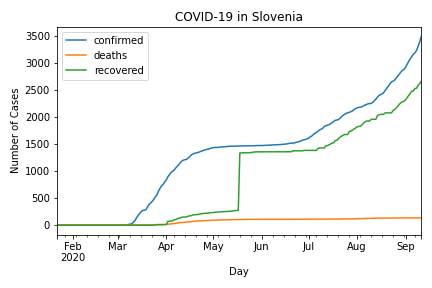 COVID-19 in Slovenia
confirmed
deaths
recovered
Number of Cases
3500
3000
2500
2000
1500
1000
500
0
Feb Mar Apr May Jun Jul Aug Sep
2020
Day